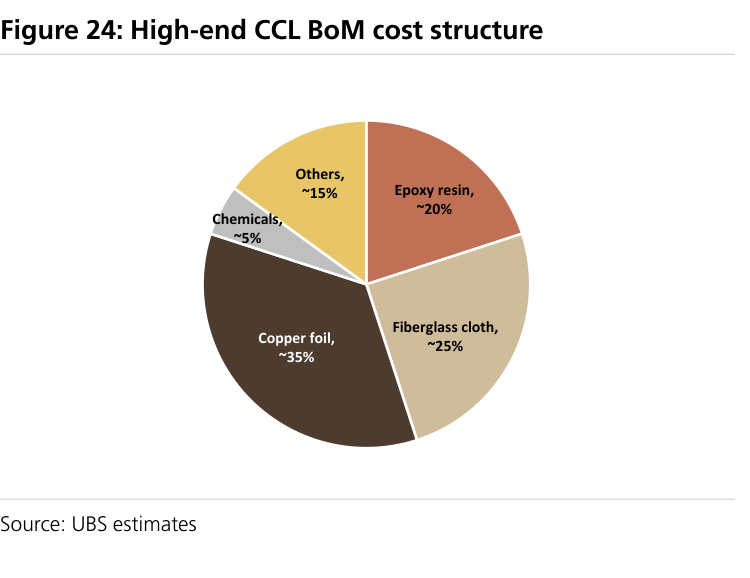 Figure 24: High-end CCL BoM cost structure
Others,
~15%
Epoxy resin,
~20%
Chemicals,
~5%
Fiberglass cloth,
~25%
Copper foil,
~35%
Source: UBS estimates